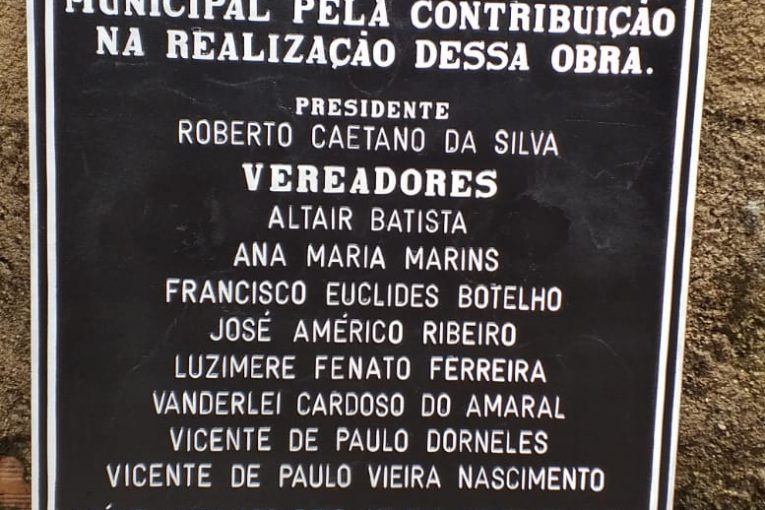 MUNICIPAL PELA CONTRIBUIÇÃO
NA REALIZAÇÃO DESSA OBRA.
PRESIDENTE
ROBERTO CAETANO DA SILVA
VEREADORES
ALTAIR BATISTA
ANA MARIA MARINS
FRANCISCO EUCLIDES BOTELHO
JOSÉ AMÉRICO RIBEIRO
LUZIMERE FENATO FERREIRA
VANDERLEI CARDOSO DO AMARAL
VICENTE DE PAULO DORNELES
VICENTE DE PAULO VIEIRA NASCIMENTO